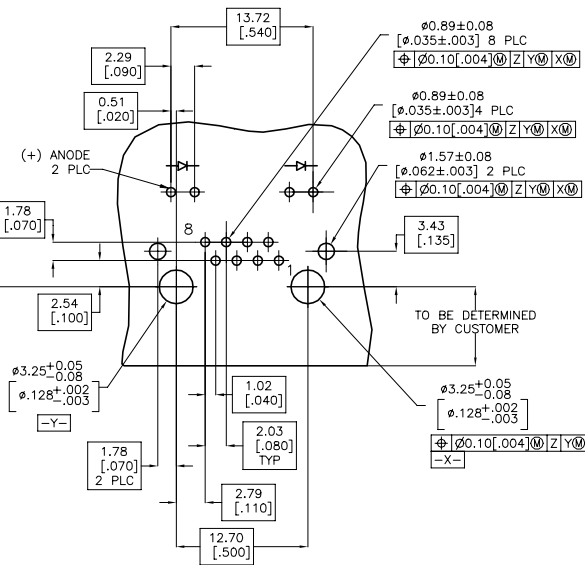 13.72
[.540]
2.29
[.090]
0.51
[.020]
ø0.89±0.08
[ø.035±.003] 8 PLC
⌖ Ø0.10[.004]Ⓜ Z YⓂ XⓂ
ø0.89±0.08
[ø.035±.003]4 PLC
⌖ Ø0.10[.004]Ⓜ Z YⓂ XⓂ
(+) ANODE
2 PLC
ø1.57±0.08
[ø.062±.003] 2 PLC
⌖ Ø0.10[.004]Ⓜ Z YⓂ XⓂ
1.78
[.070]
8
3.43
[.135]
1
2.54
[.100]
TO BE DETERMINED
BY CUSTOMER
ø3.25+0.05
-0.08
[ø.128+.002
-.003]
-Y-
1.02
[.040]
2.03
[.080]
TYP
ø3.25+0.05
-0.08
[ø.128+.002
-.003]
⌖ Ø0.10[.004]Ⓜ Z YⓂ
-X-
1.78
[.070]
2 PLC
2.79
[.110]
12.70
[.500]